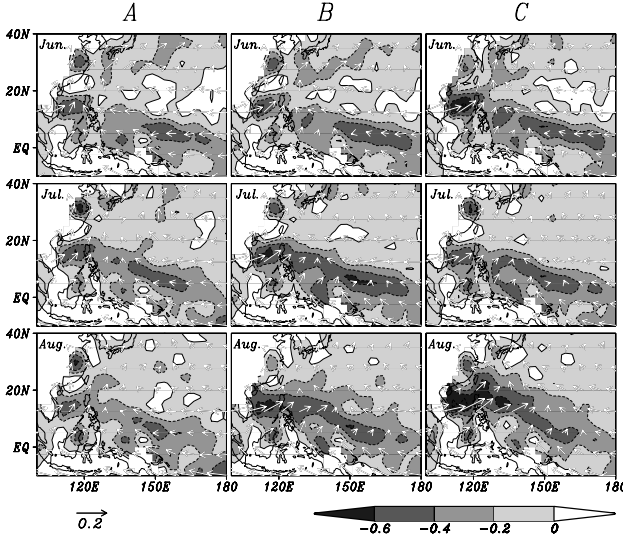 A B C
40N Jun. Jun. Jun.
20N
EQ
40N Jul. Jul. Jul.
20N
EQ
40N Aug. Aug. Aug.
20N
EQ
120E 150E 180 120E 150E 180 120E 150E 180
0.2
-0.6 -0.4 -0.2 0